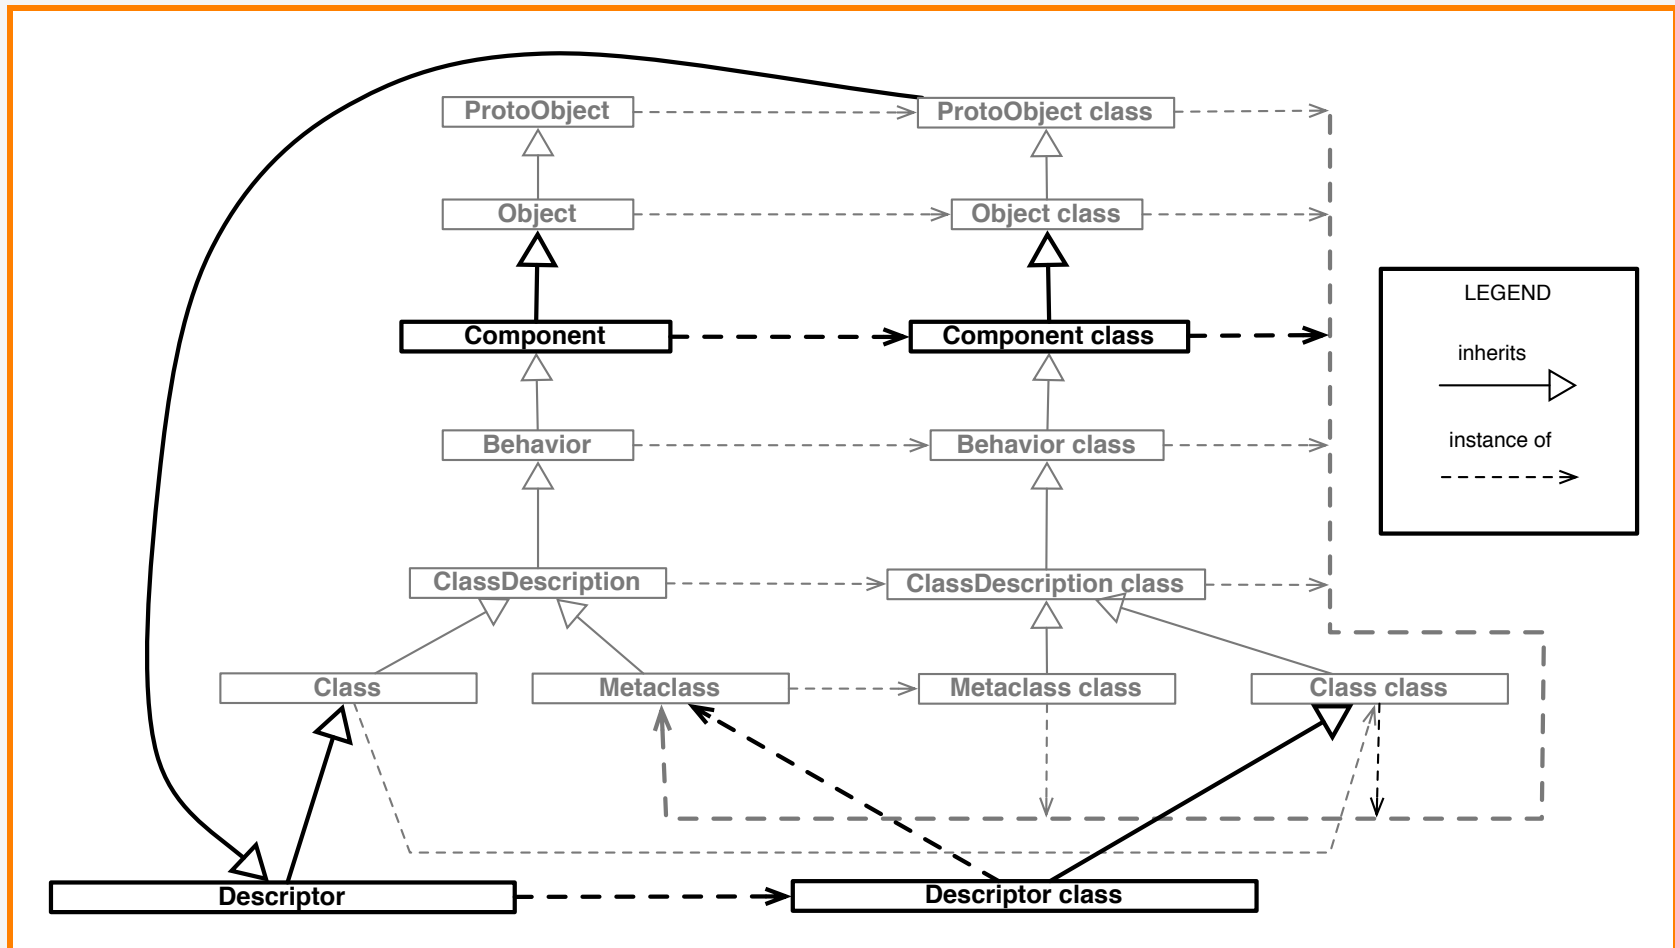 ProtoObject
ProtoObject class
Object
Object class
LEGEND
Component
Component class
inherits
Behavior
Behavior class
instance of
ClassDescription
ClassDescription class
Class
Metaclass
Metaclass class
Class class
Descriptor
Descriptor class